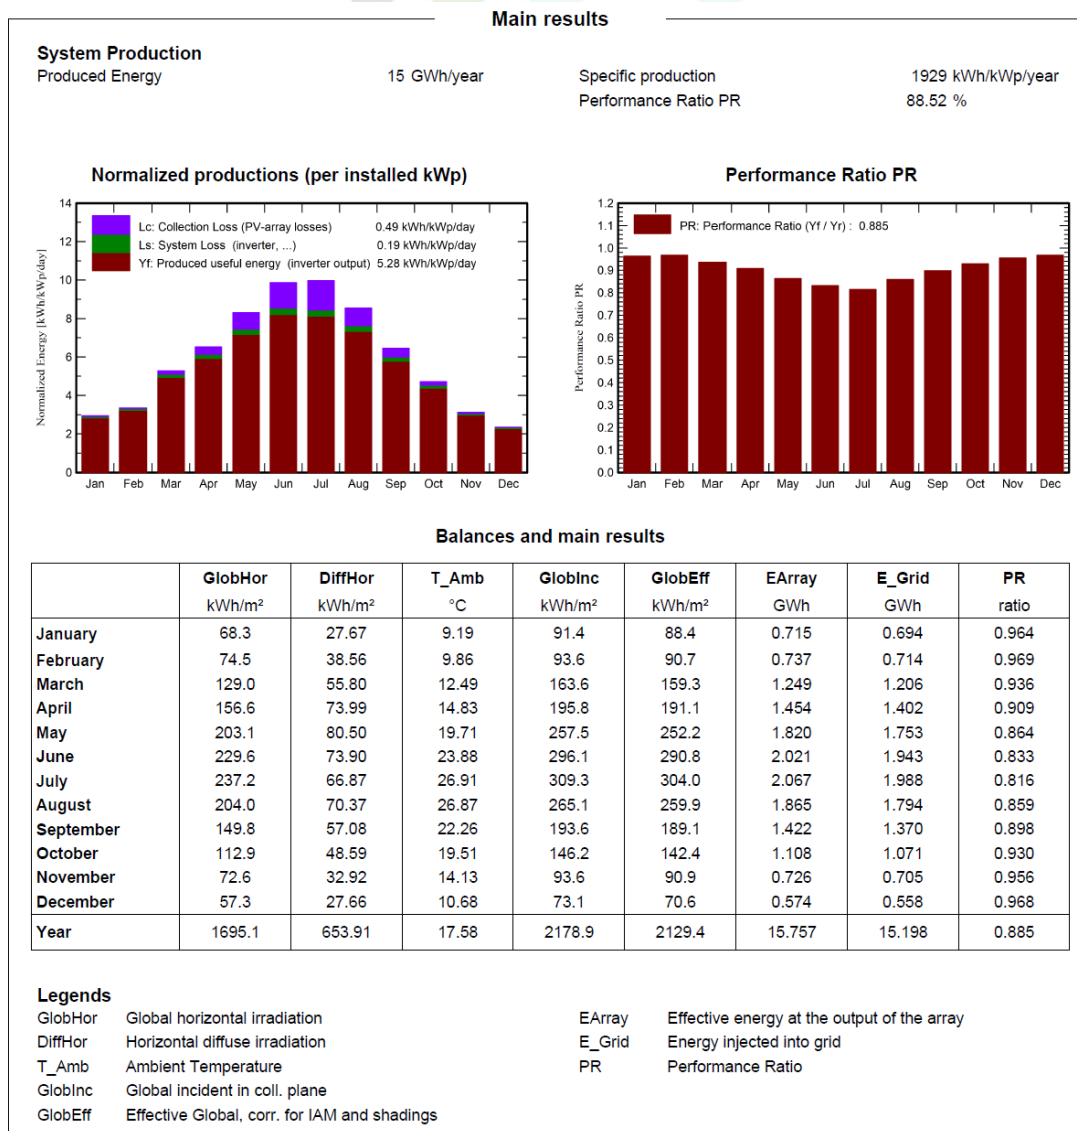 Main results
System Production
Produced Energy 15 GWh/year Specific production 1929 kWh/kWp/year
Performance Ratio PR 88.52 %
Normalized productions (per installed kWp)
Normalized Energy [kWh/kWp/day]
14
12
10
8
6
4
2
0
Lc: Collection Loss (PV-array losses) 0.49 kWh/kWp/day
Ls: System Loss (inverter, ...) 0.19 kWh/kWp/day
Yf: Produced useful energy (inverter output) 5.28 kWh/kWp/day
Jan Feb Mar Apr May Jun Jul Aug Sep Oct Nov Dec
Performance Ratio PR
Performance Ratio PR
1.2
1.1
1.0
0.9
0.8
0.7
0.6
0.5
0.4
0.3
0.2
0.1
0.0
PR: Performance Ratio (Yf / Yr) : 0.885
Jan Feb Mar Apr May Jun Jul Aug Sep Oct Nov Dec
Balances and main results
GlobHor DiffHor T_Amb GlobInc GlobEff EArray E_Grid PR
kWh/m² kWh/m² °C kWh/m² kWh/m² GWh GWh ratio
January 68.3 27.67 9.19 91.4 88.4 0.715 0.694 0.964
February 74.5 38.56 9.86 93.6 90.7 0.737 0.714 0.969
March 129.0 55.80 12.49 163.6 159.3 1.249 1.206 0.936
April 156.6 73.99 14.83 195.8 191.1 1.454 1.402 0.909
May 203.1 80.50 19.71 257.5 252.2 1.820 1.753 0.864
June 229.6 73.90 23.88 296.1 290.8 2.021 1.943 0.833
July 237.2 66.87 26.91 309.3 304.0 2.067 1.988 0.816
August 204.0 70.37 26.87 265.1 259.9 1.865 1.794 0.859
September 149.8 57.08 22.26 193.6 189.1 1.422 1.370 0.898
October 112.9 48.59 19.51 146.2 142.4 1.108 1.071 0.930
November 72.6 32.92 14.13 93.6 90.9 0.726 0.705 0.956
December 57.3 27.66 10.68 73.1 70.6 0.574 0.558 0.968
Year 1695.1 653.91 17.58 2178.9 2129.4 15.757 15.198 0.885
Legends
GlobHor Global horizontal irradiation
DiffHor Horizontal diffuse irradiation
T_Amb Ambient Temperature
GlobInc Global incident in coll. plane
GlobEff Effective Global, corr. for IAM and shadings
EArray Effective energy at the output of the array
E_Grid Energy injected into grid
PR Performance Ratio